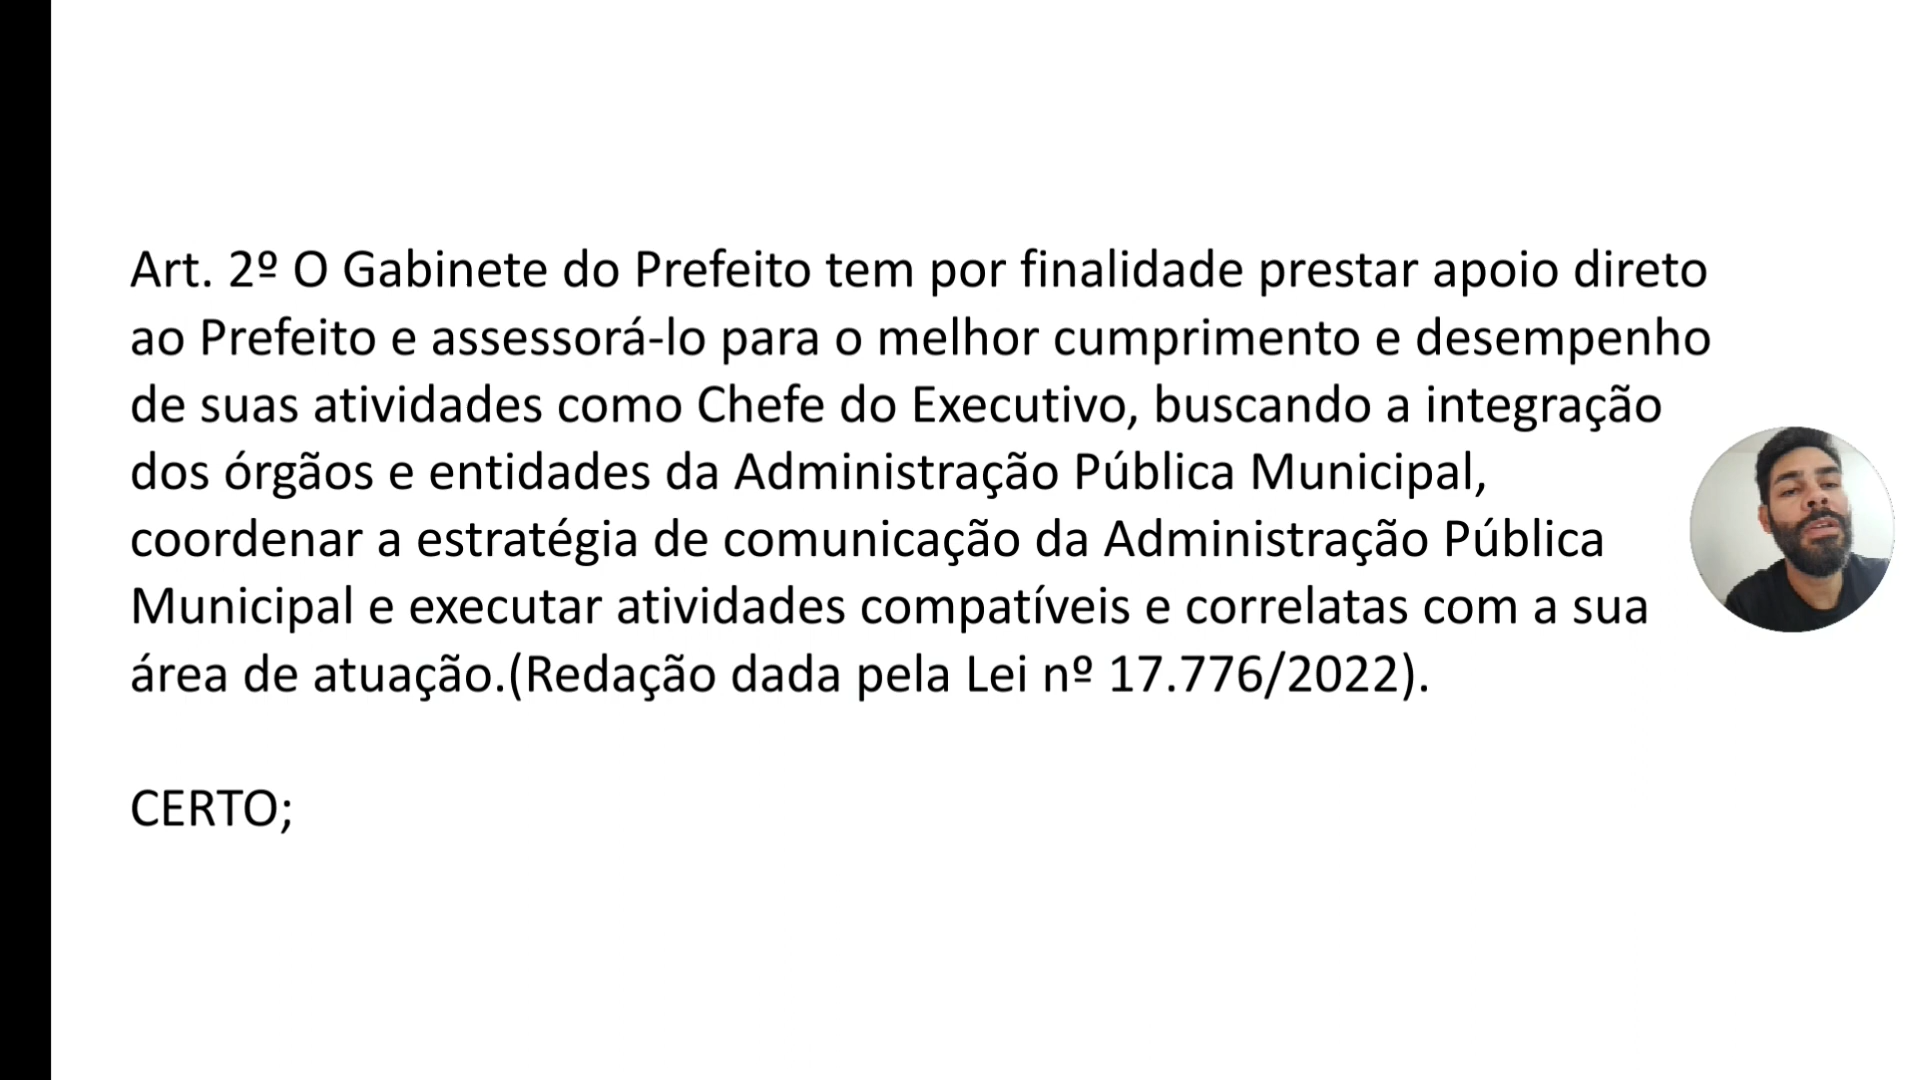 Art. 2º O Gabinete do Prefeito tem por finalidade prestar apoio direto
ao Prefeito e assessorá-lo para o melhor cumprimento e desempenho
de suas atividades como Chefe do Executivo, buscando a integração
dos órgãos e entidades da Administração Pública Municipal,
coordenar a estratégia de comunicação da Administração Pública
Municipal e executar atividades compatíveis e correlatas com a sua
área de atuação.(Redação dada pela Lei nº 17.776/2022).
CERTO;